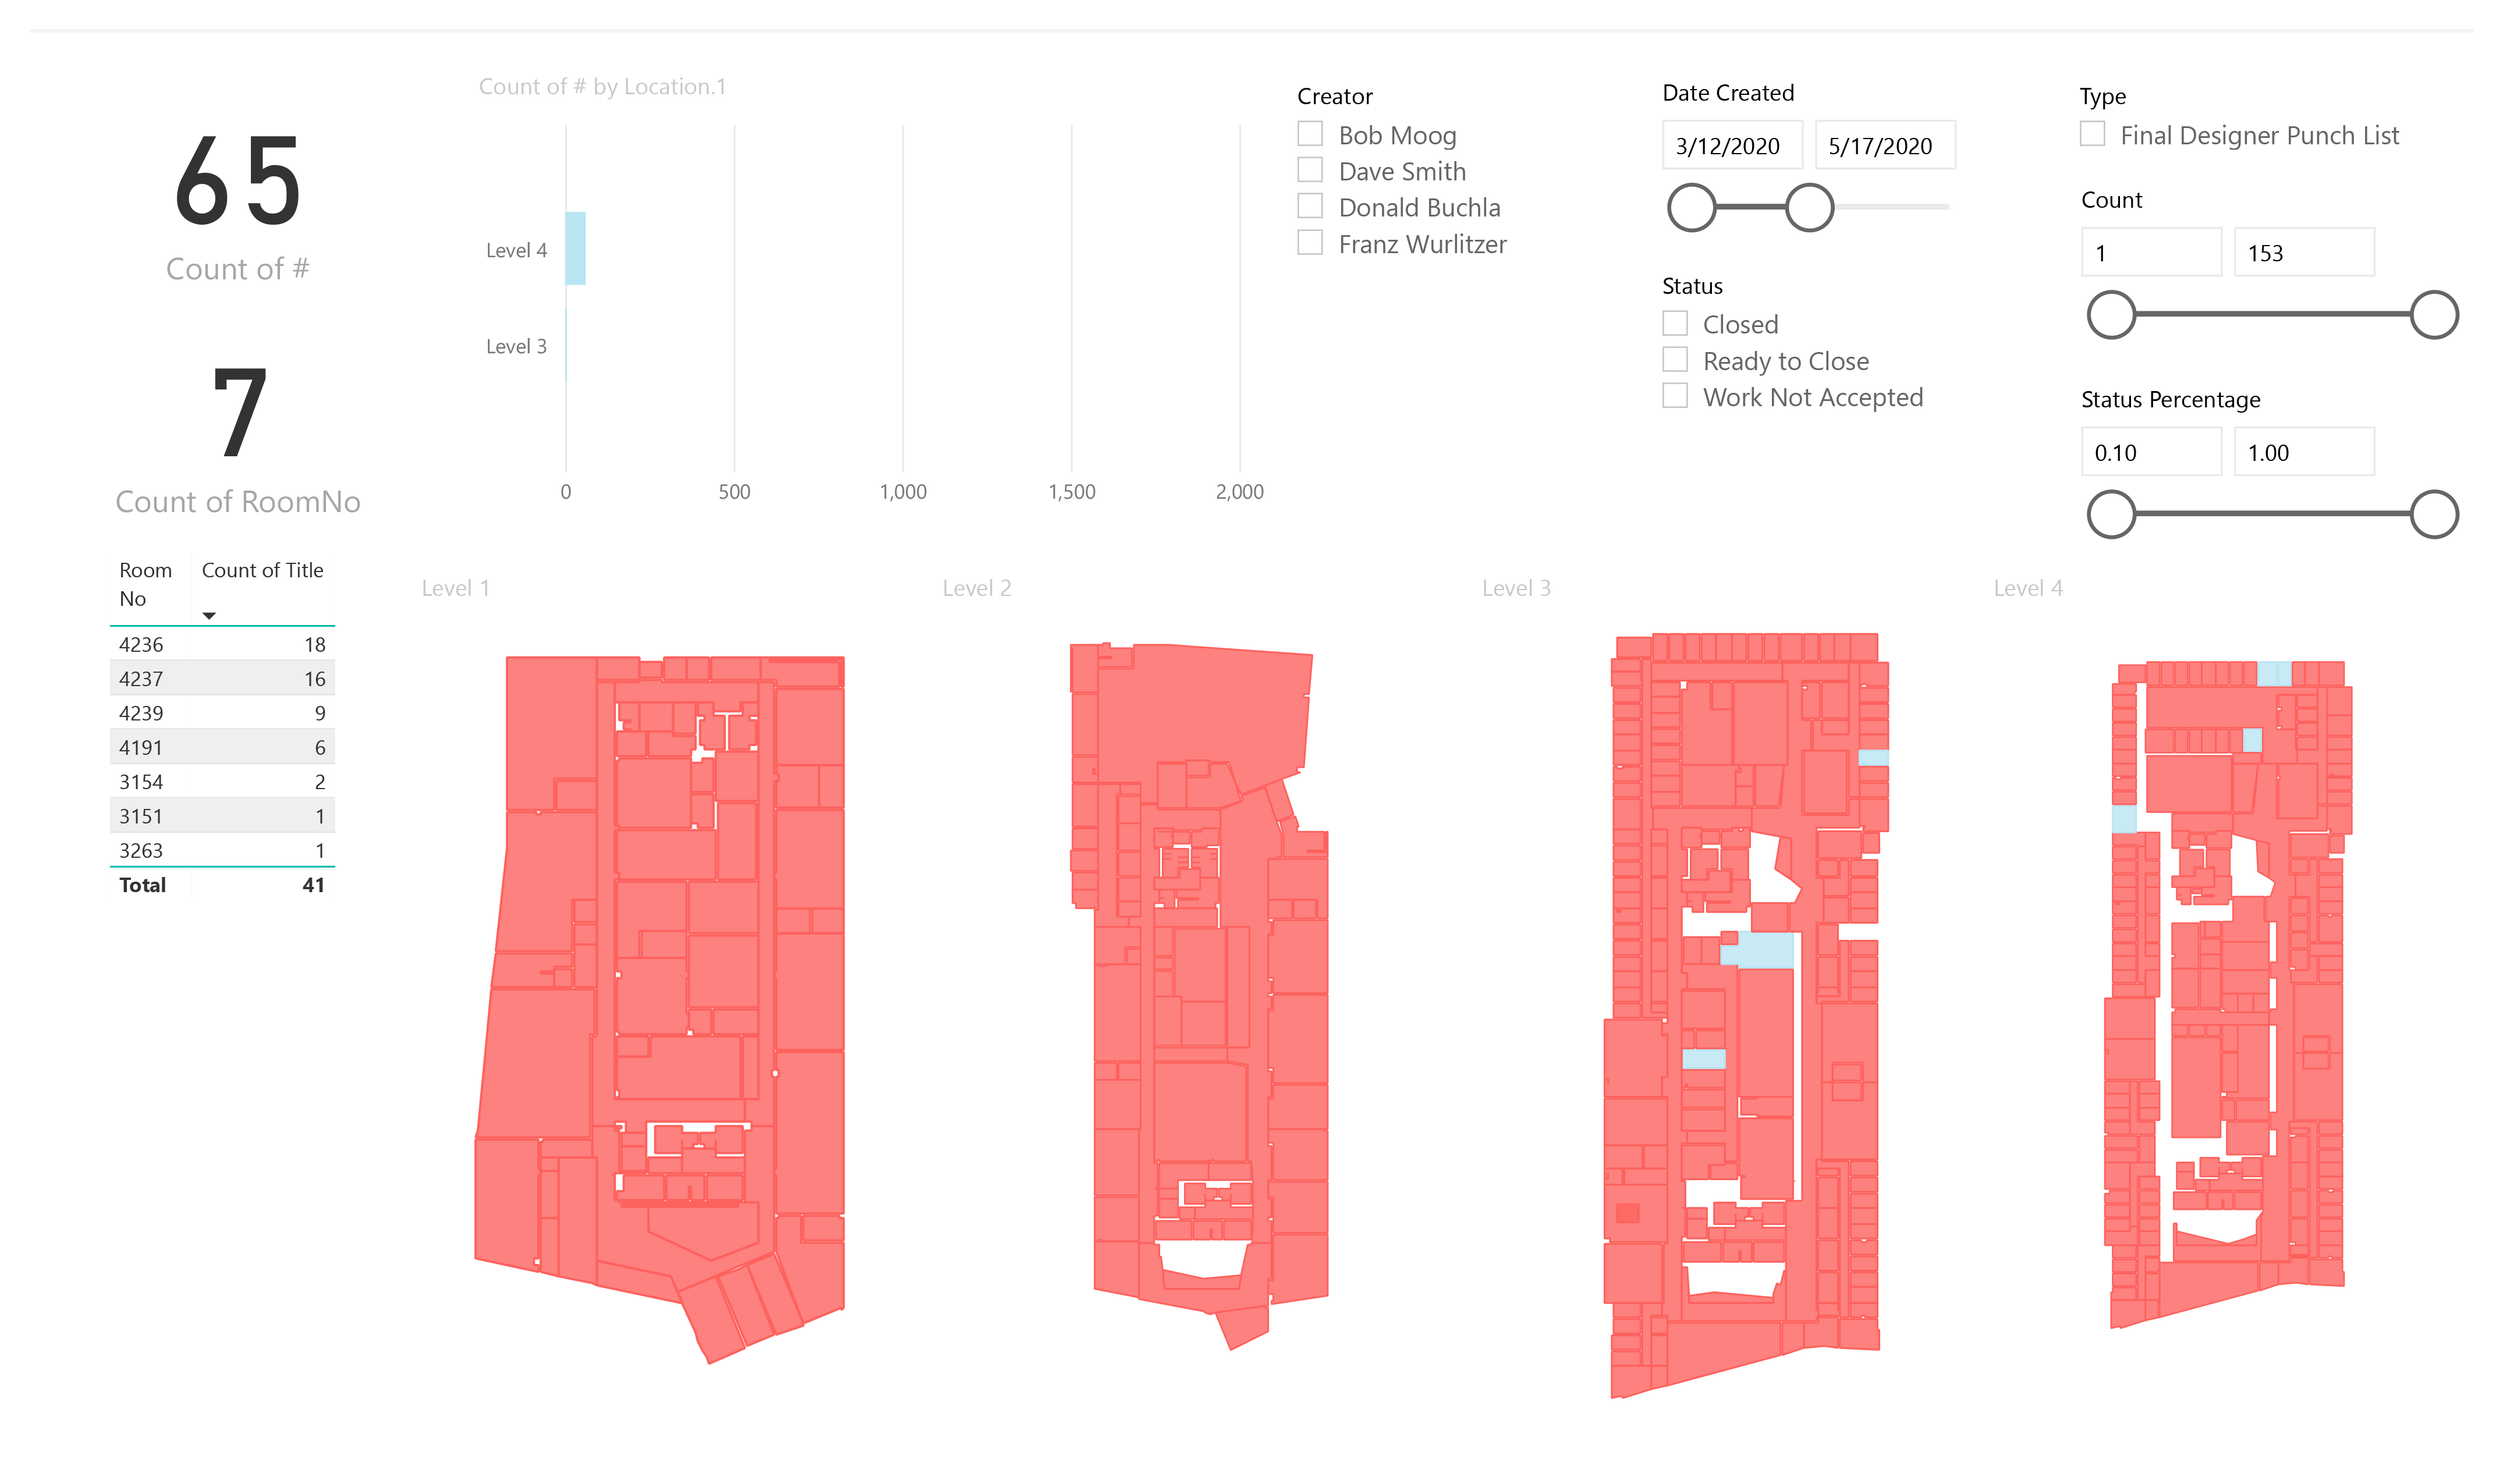 65
Count of #
7
Count of RoomNo
Count of # by Location.1
Level 4
Level 3
0 500 1,000 1,500 2,000
Creator
Bob Moog
Dave Smith
Donald Buchla
Franz Wurlitzer
Date Created
3/12/2020 5/17/2020
Status
Closed
Ready to Close
Work Not Accepted
Type
Final Designer Punch List
Count
1 153
Status Percentage
0.10 1.00
Room Count of Title
No
4236 18
4237 16
4239 9
4191 6
3154 2
3151 1
3263 1
Total 41
Level 1
Level 2
Level 3
Level 4